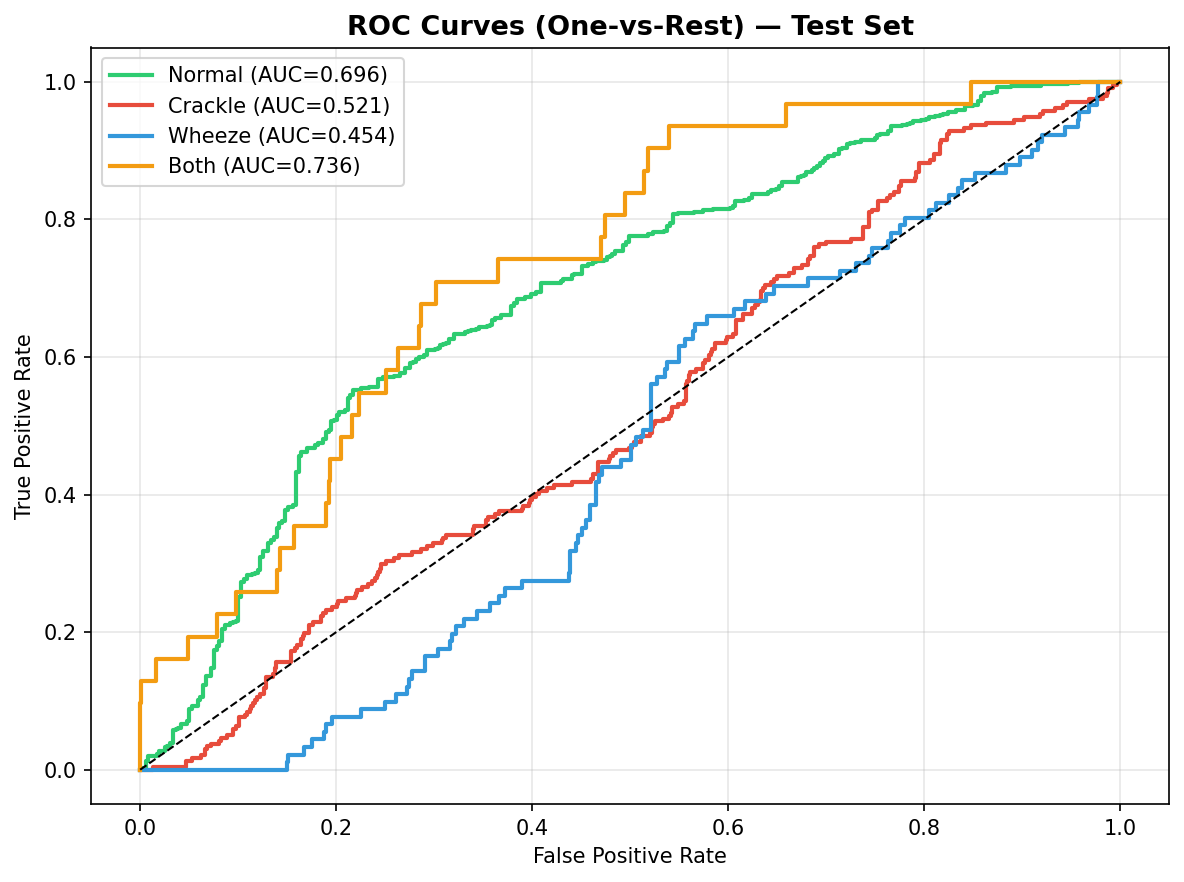 ROC Curves (One-vs-Rest) — Test Set
Normal (AUC=0.696)
Crackle (AUC=0.521)
Wheeze (AUC=0.454)
Both (AUC=0.736)
True Positive Rate
1.0
0.8
0.6
0.4
0.2
0.0
0.0 0.2 0.4 0.6 0.8 1.0
False Positive Rate